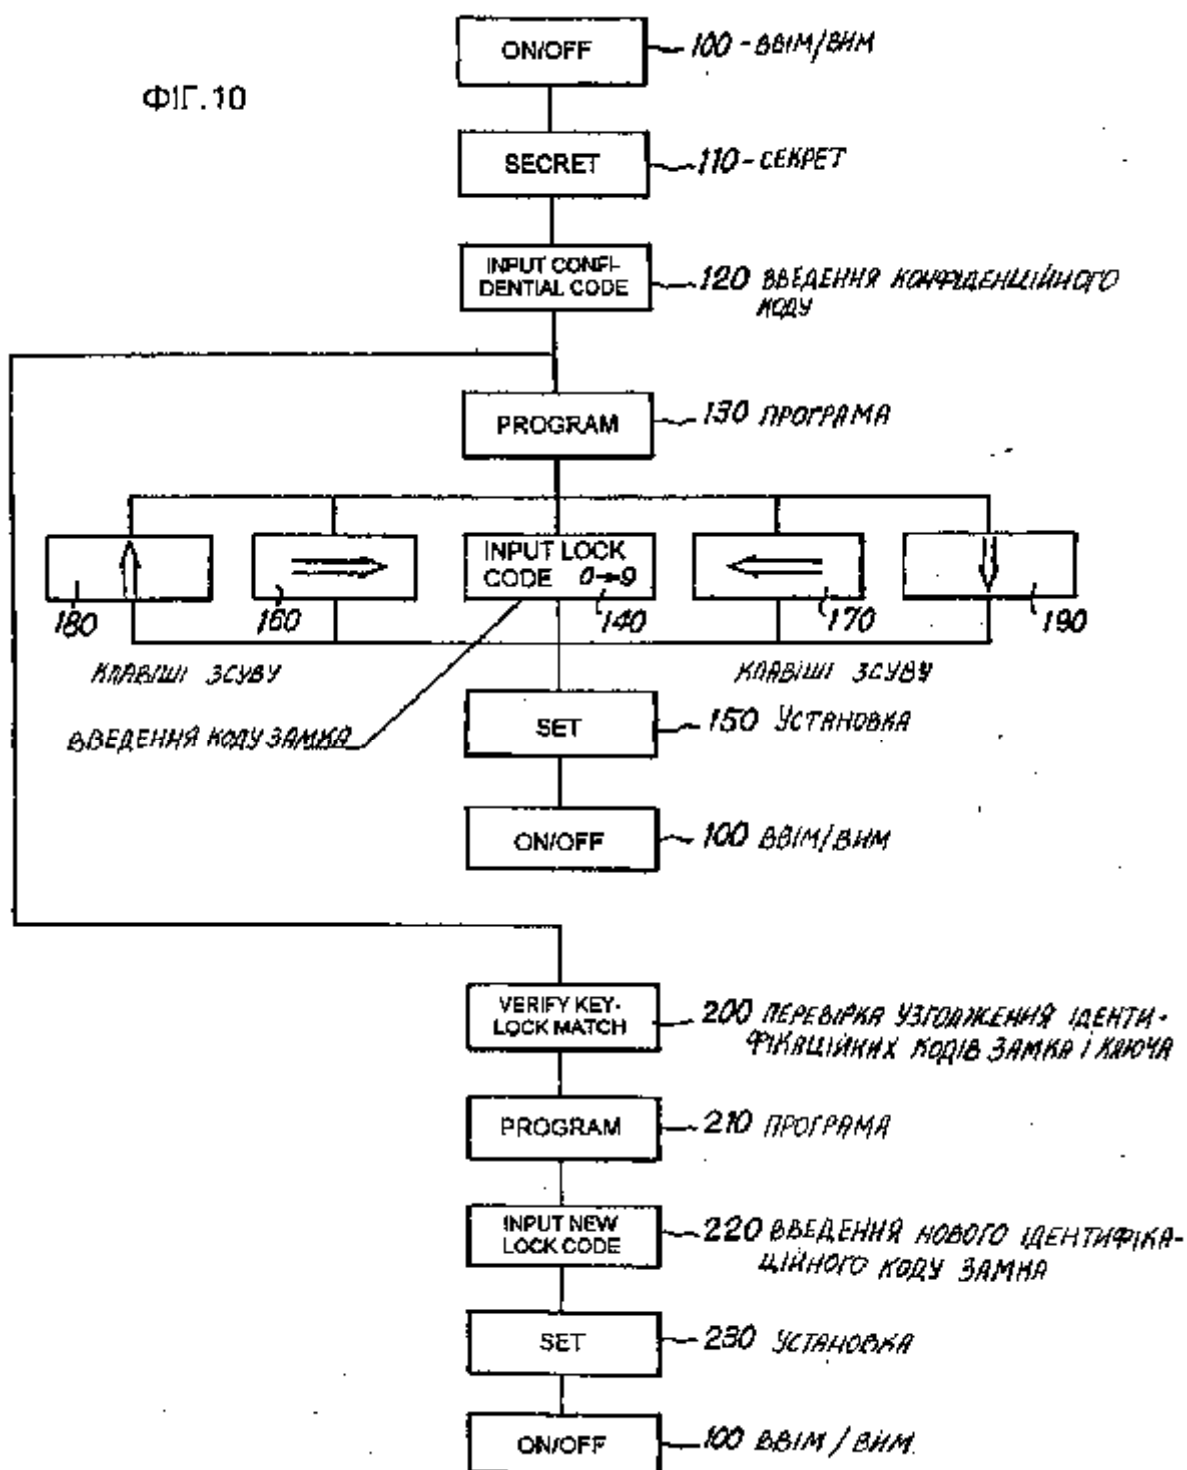 ON/OFF
100 - ВВІМ/ВИМ
ФІГ.10
SECRET
110 - СЕКРЕТ
INPUT CONFI-
DENTIAL CODE
120 ВВЕДЕННЯ КОНФІДЕНЦІЙНОГО
КОДУ
PROGRAM
130 ПРОГРАМА
INPUT LOCK
CODE 0→9
180
160
140
170
190
КЛАВІШІ ЗСУВУ
КЛАВІШІ ЗСУВУ
ВВЕДЕННЯ КОДУ ЗАМКА
SET
150 УСТАНОВКА
ON/OFF
100 ВВІМ/ВИМ
VERIFY KEY-
LOCK MATCH
200 ПЕРЕВІРКА УЗГОДЖЕННЯ ІДЕНТИ-
ФІКАЦІЙНИХ КОДІВ ЗАМКА І КЛЮЧА
PROGRAM
210 ПРОГРАМА
INPUT NEW
LOCK CODE
220 ВВЕДЕННЯ НОВОГО ІДЕНТИФІКА-
ЦІЙНОГО КОДУ ЗАМКА
SET
230 УСТАНОВКА
ON/OFF
100 ВВІМ/ВИМ.